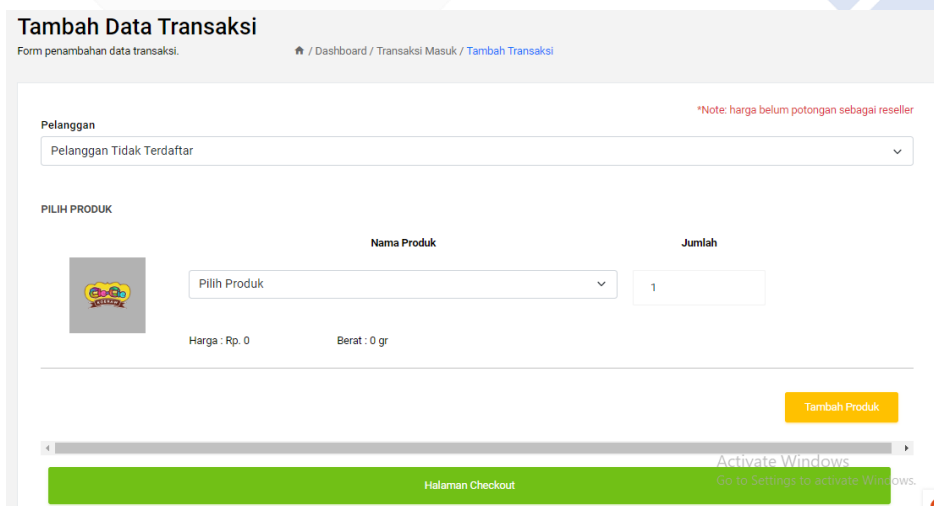 Tambah Data Transaksi
Form penambahan data transaksi.
/ Dashboard / Transaksi Masuk / Tambah Transaksi
*Note: harga belum potongan sebagai reseller
Pelanggan
Pelanggan Tidak Terdaftar
PILIH PRODUK
Nama Produk
Jumlah
Pilih Produk
1
Harga : Rp. 0
Berat : 0 gr
Tambah Produk
Activate Windows
Go to Settings to activate Windows.
Halaman Checkout